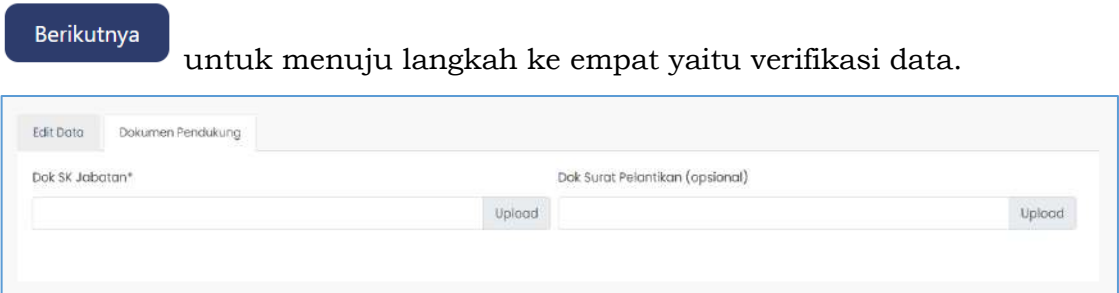 Berikutnya
untuk menuju langkah ke empat yaitu verifikasi data.
Edit Data Dokumen Pendukung
Dok SK Jabatan* Dok Surat Pelantikan (opsional)
Upload Upload